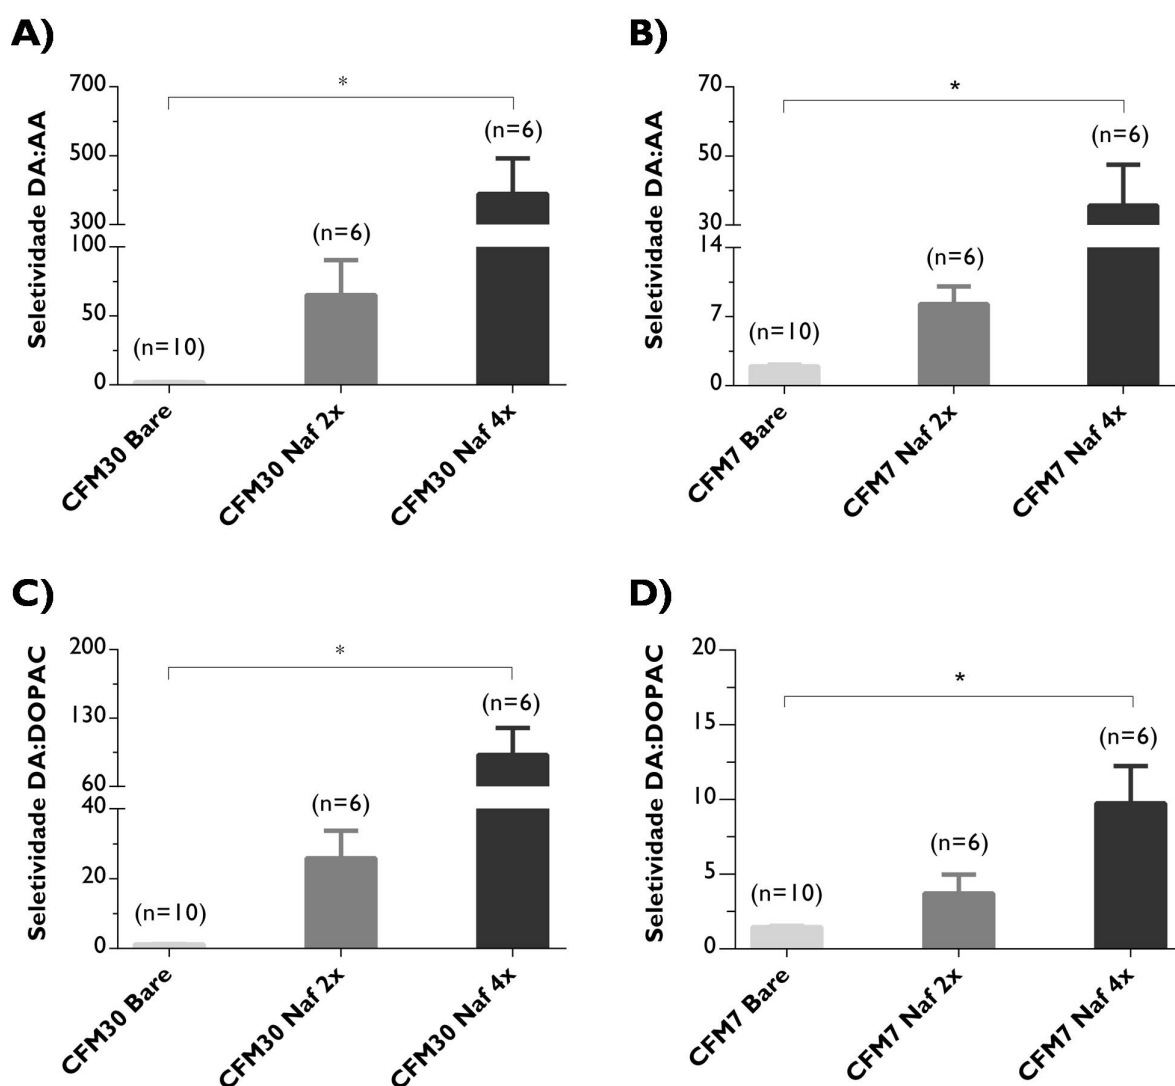 A)
Seletividade DA:AA
700
500
300
100
50
0
*
(n=10)
(n=6)
(n=6)
CFM30 Bare
CFM30 Naf 2x
CFM30 Naf 4x
B)
Seletividade DA:AA
70
50
30
14
7
0
*
(n=10)
(n=6)
(n=6)
CFM7 Bare
CFM7 Naf 2x
CFM7 Naf 4x
C)
Seletividade DA:DOPAC
200
130
60
40
20
0
*
(n=10)
(n=6)
(n=6)
CFM30 Bare
CFM30 Naf 2x
CFM30 Naf 4x
D)
Seletividade DA:DOPAC
20
15
10
5
0
*
(n=10)
(n=6)
(n=6)
CFM7 Bare
CFM7 Naf 2x
CFM7 Naf 4x